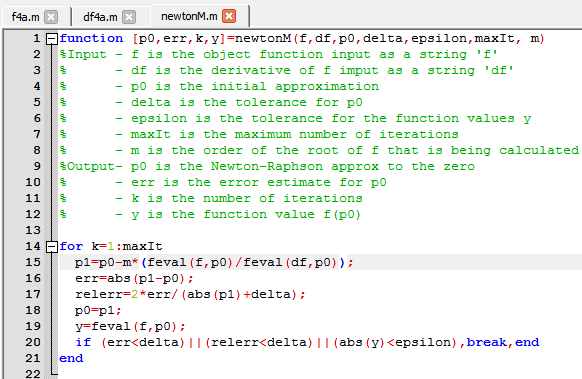 f4a.m df4a.m newtonM.m
1 function [p0,err,k,y]=newtonM(f,df,p0,delta,epsilon,maxIt, m)
2 %Input - f is the object function input as a string 'f'
3 % - df is the derivative of f imput as a string 'df'
4 % - p0 is the initial approximation
5 % - delta is the tolerance for p0
6 % - epsilon is the tolerance for the function values y
7 % - maxIt is the maximum number of iterations
8 % - m is the order of the root of f that is being calculated
9 %Output- p0 is the Newton-Raphson approx to the zero
10 % - err is the error estimate for p0
11 % - k is the number of iterations
12 % - y is the function value f(p0)
13
14 for k=1:maxIt
15 p1=p0-m*(feval(f,p0)/feval(df,p0));
16 err=abs(p1-p0);
17 relerr=2*err/(abs(p1)+delta);
18 p0=p1;
19 y=feval(f,p0);
20 if (err<delta)||(relerr<delta)||(abs(y)<epsilon),break,end
21 end
22